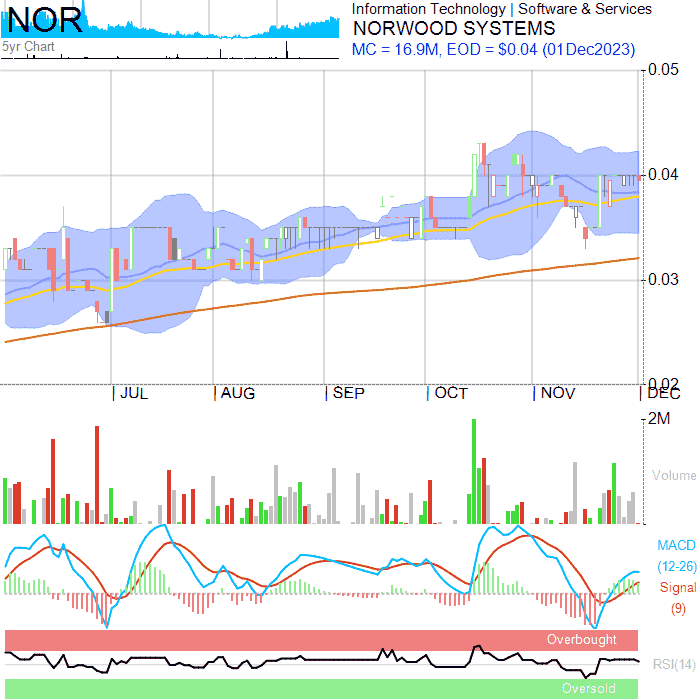 NOR
5yr Chart
Information Technology | Software & Services
NORWOOD SYSTEMS
MC = 16.9M, EOD = $0.04 (01Dec2023)
0.05
0.04
0.03
0.02
| JUL | AUG | SEP | OCT | NOV | DEC
2M
Volume
MACD
(12-26)
Signal
(9)
Overbought
RSI(14)
Oversold